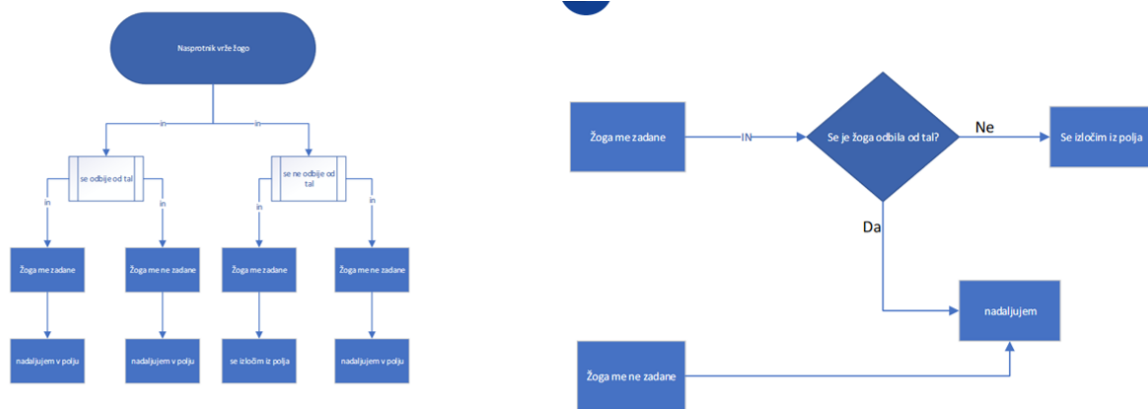 Nasprotnik vrže žogo
in
in
se odbije od tal
se ne odbije od
tal
in
in
in
in
Žoga me zadane
Žoga me ne zadane
Žoga me zadane
Žoga me ne zadane
nadaljujem v polju
nadaljujem v polju
se izločim iz polja
nadaljujem v polju
Žoga me zadane
IN
Se je žoga odbila od tal?
Ne
Se izločim iz polja
Da
nadaljujem
Žoga me ne zadane